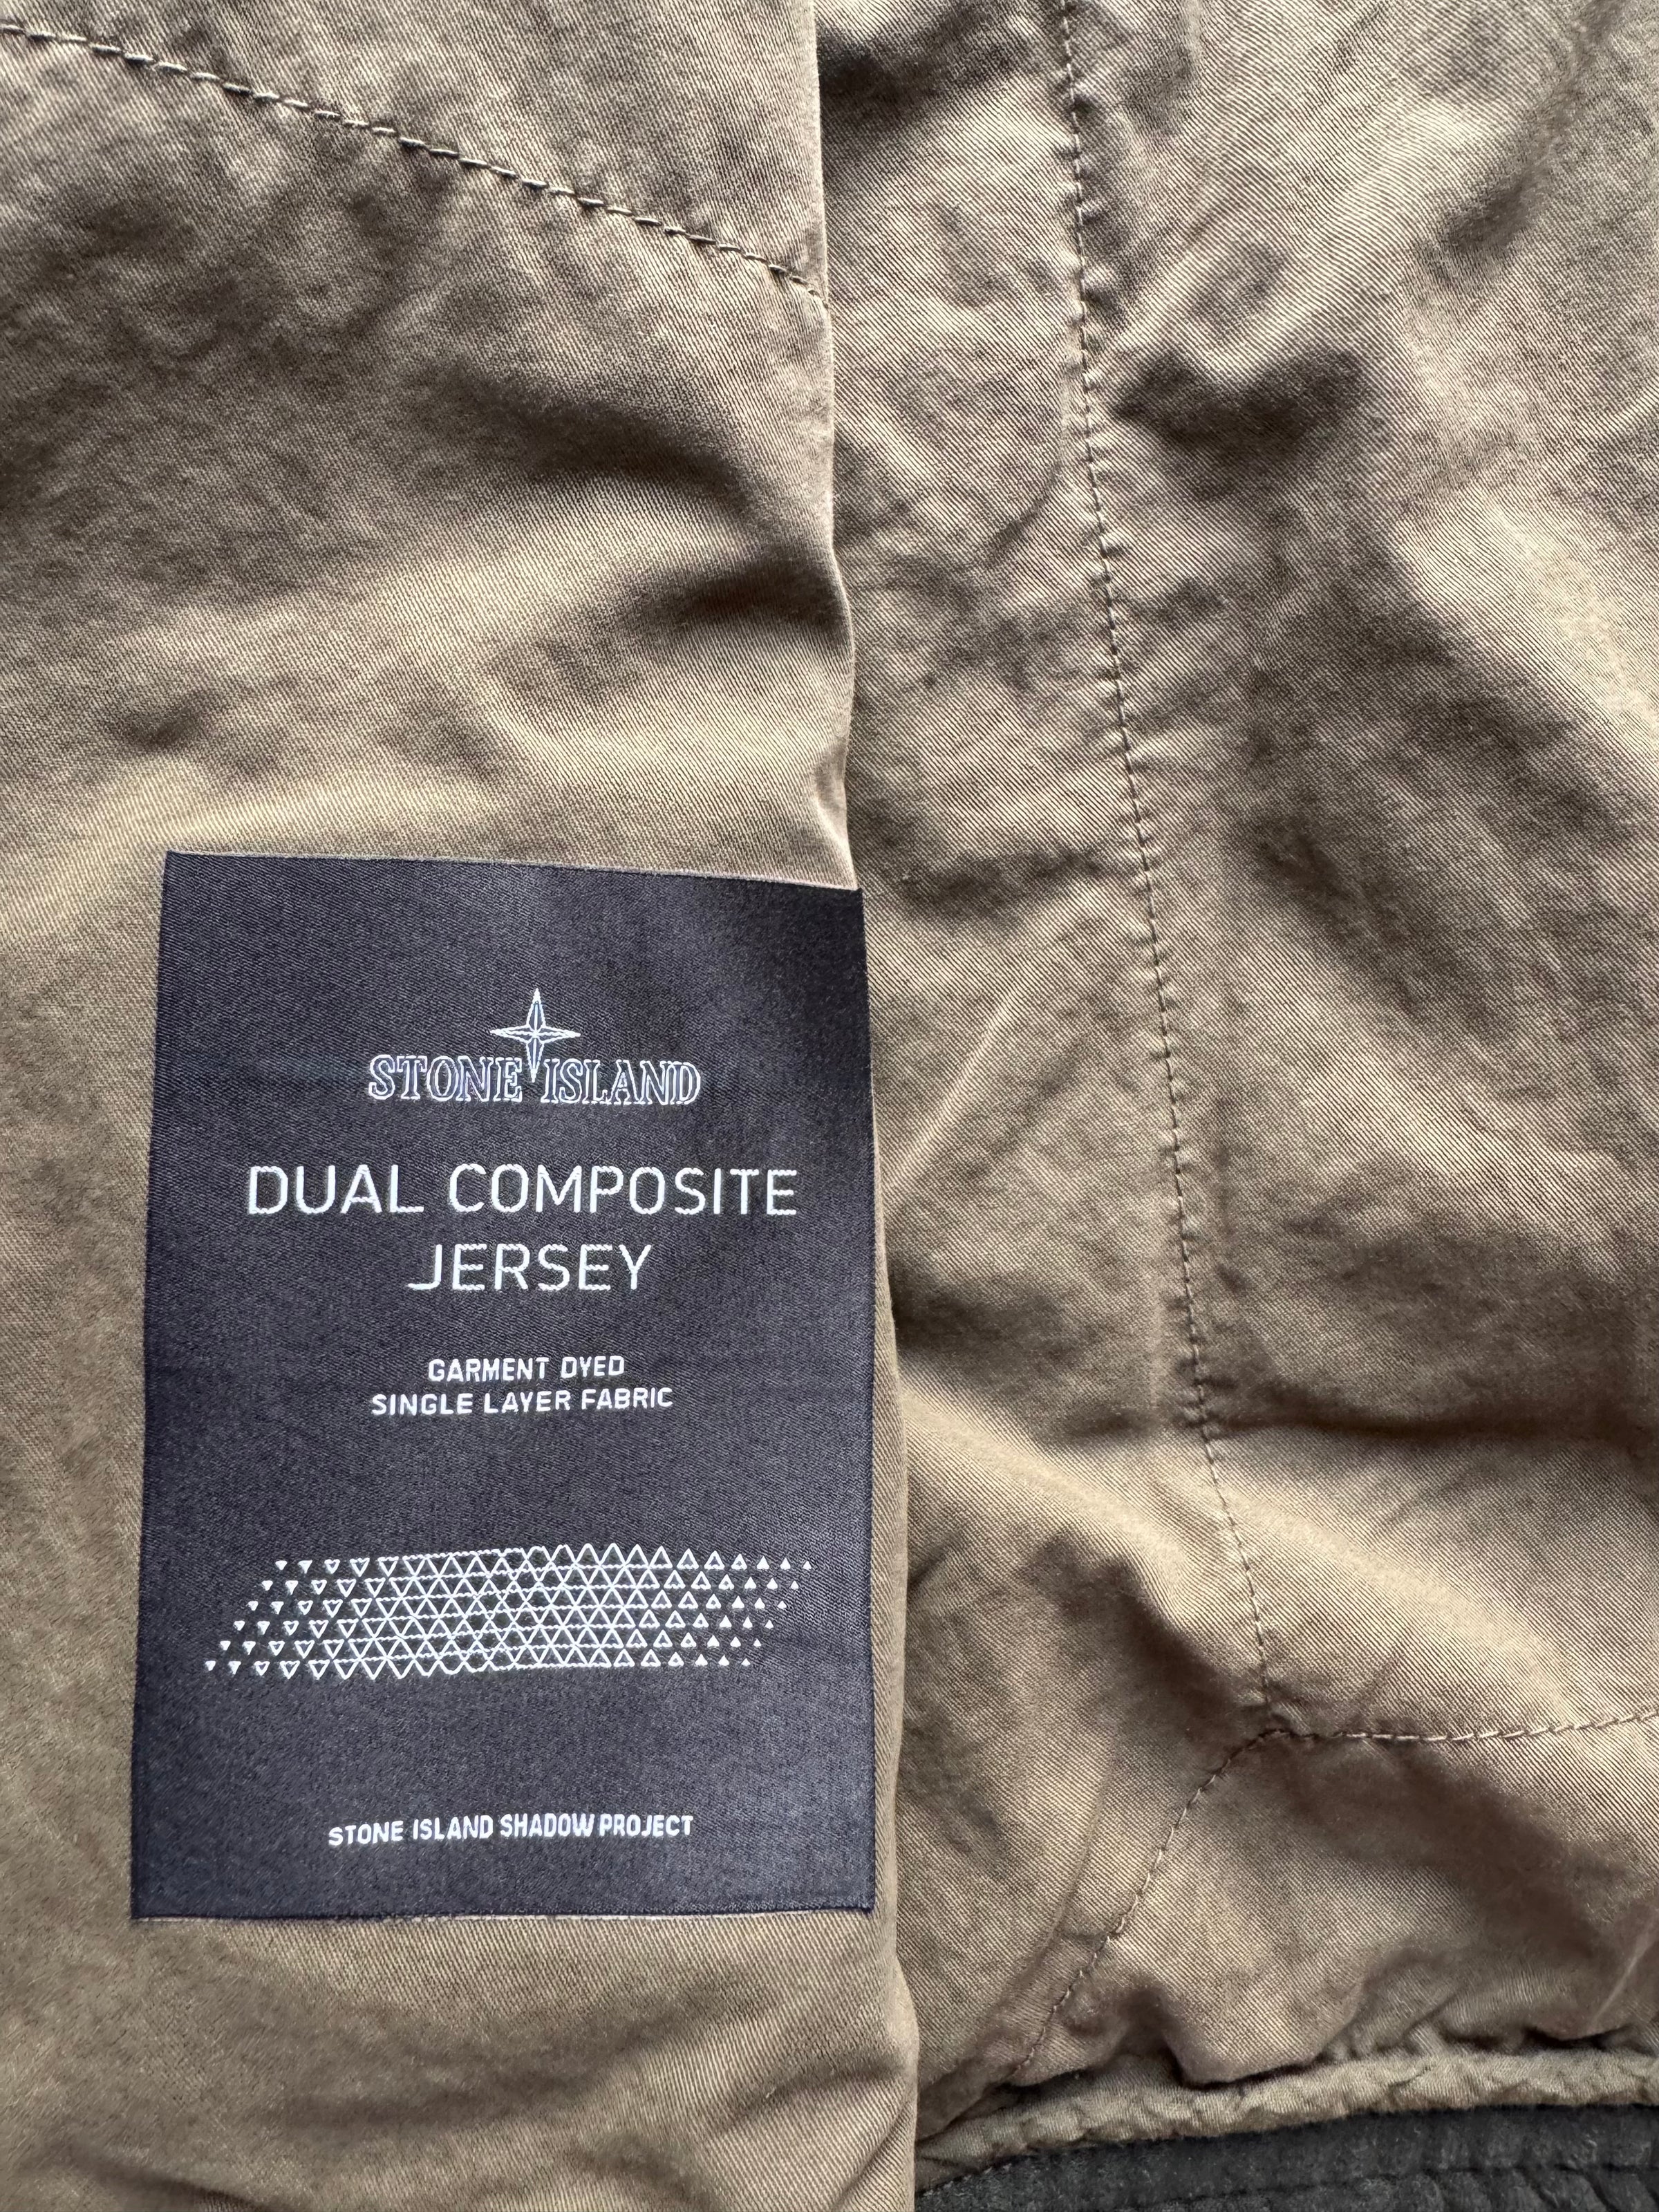 STONE ISLAND
DUAL COMPOSITE
JERSEY
GARMENT DYED
SINGLE LAYER FABRIC
STONE ISLAND SHADOW PROJECT